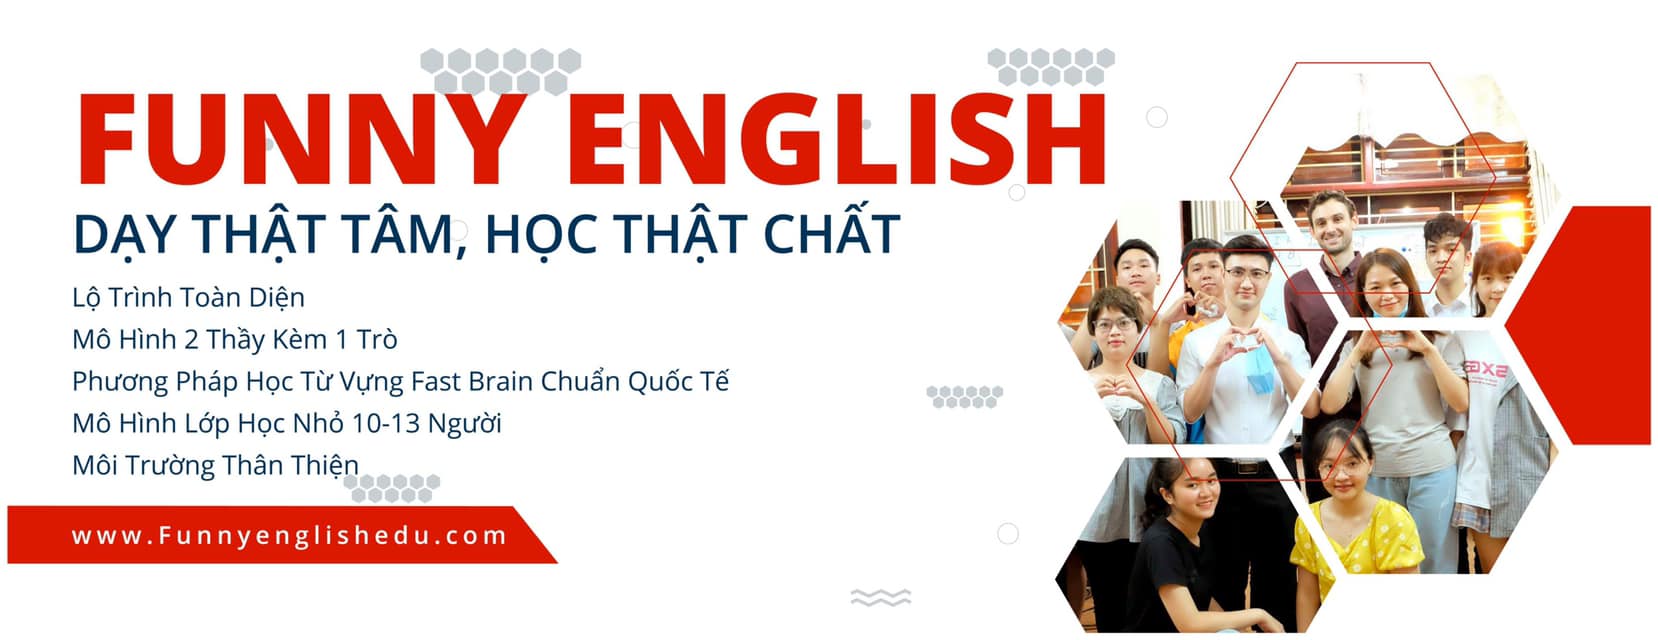 FUNNY ENGLISH
DẠY THẬT TÂM, HỌC THẬT CHẤT
Lộ Trình Toàn Diện
Mô Hình 2 Thầy Kèm 1 Trò
Phương Pháp Học Từ Vựng Fast Brain Chuẩn Quốc Tế
Mô Hình Lớp Học Nhỏ 10-13 Người
Môi Trường Thân Thiện
www.Funnyenglishedu.com